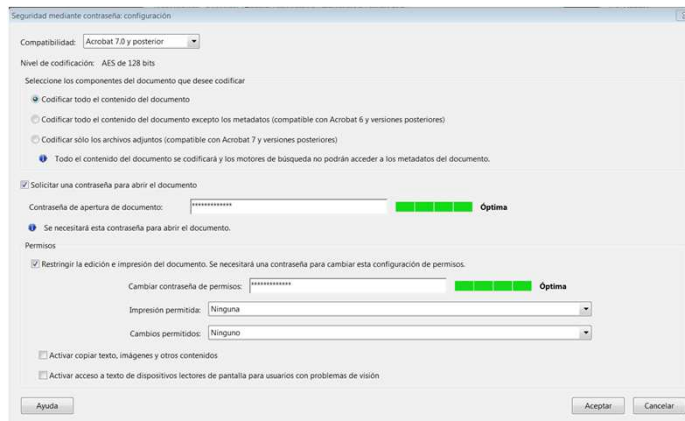 Seguridad mediante contraseña: configuración
Compatibilidad: Acrobat 7.0 y posterior
Nivel de codificación: AES de 128 bits
Seleccione los componentes del documento que desee codificar
Codificar todo el contenido del documento
Codificar todo el contenido del documento excepto los metadatos (compatible con Acrobat 6 y versiones posteriores)
Codificar sólo los archivos adjuntos (compatible con Acrobat 7 y versiones posteriores)
Todo el contenido del documento se codificará y los motores de búsqueda no podrán acceder a los metadatos del documento.
Solicitar una contraseña para abrir el documento
Contraseña de apertura de documento: ************* Óptima
Se necesitará esta contraseña para abrir el documento.
Permisos
Restringir la edición e impresión del documento. Se necesitará una contraseña para cambiar esta configuración de permisos.
Cambiar contraseña de permisos: ************* Óptima
Impresión permitida: Ninguna
Cambios permitidos: Ninguno
Activar copiar texto, imágenes y otros contenidos
Activar acceso a texto de dispositivos lectores de pantalla para usuarios con problemas de visión
Ayuda Aceptar Cancelar